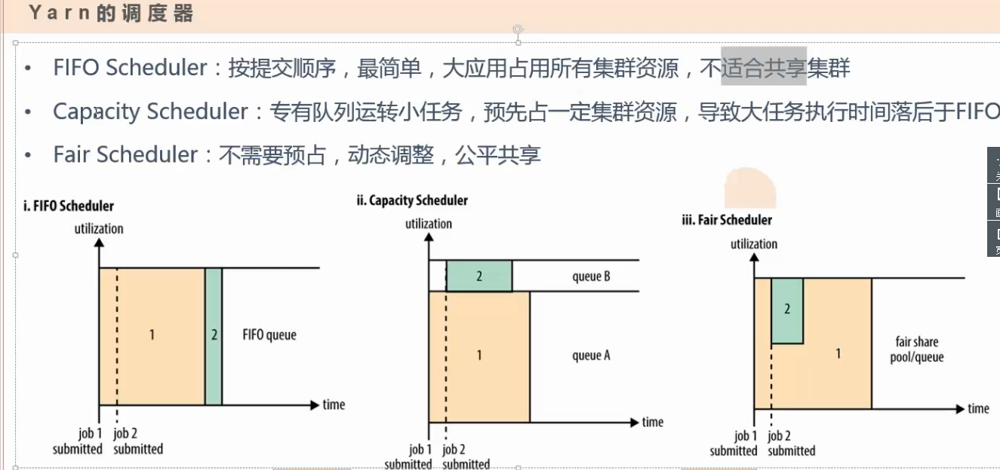 Yarn的调度器
• FIFO Scheduler：按提交顺序，最简单，大应用占用所有集群资源，不适合共享集群
• Capacity Scheduler：专有队列运转小任务，预先占一定集群资源，导致大任务执行时间落后于FIFO
• Fair Scheduler：不需要预占，动态调整，公平共享
i. FIFO Scheduler
utilization
1
2
FIFO queue
time
job 1 submitted
job 2 submitted
ii. Capacity Scheduler
utilization
2
queue B
1
queue A
time
job 1 submitted
job 2 submitted
iii. Fair Scheduler
utilization
2
1
fair share
pool/queue
time
job 1 submitted
job 2 submitted